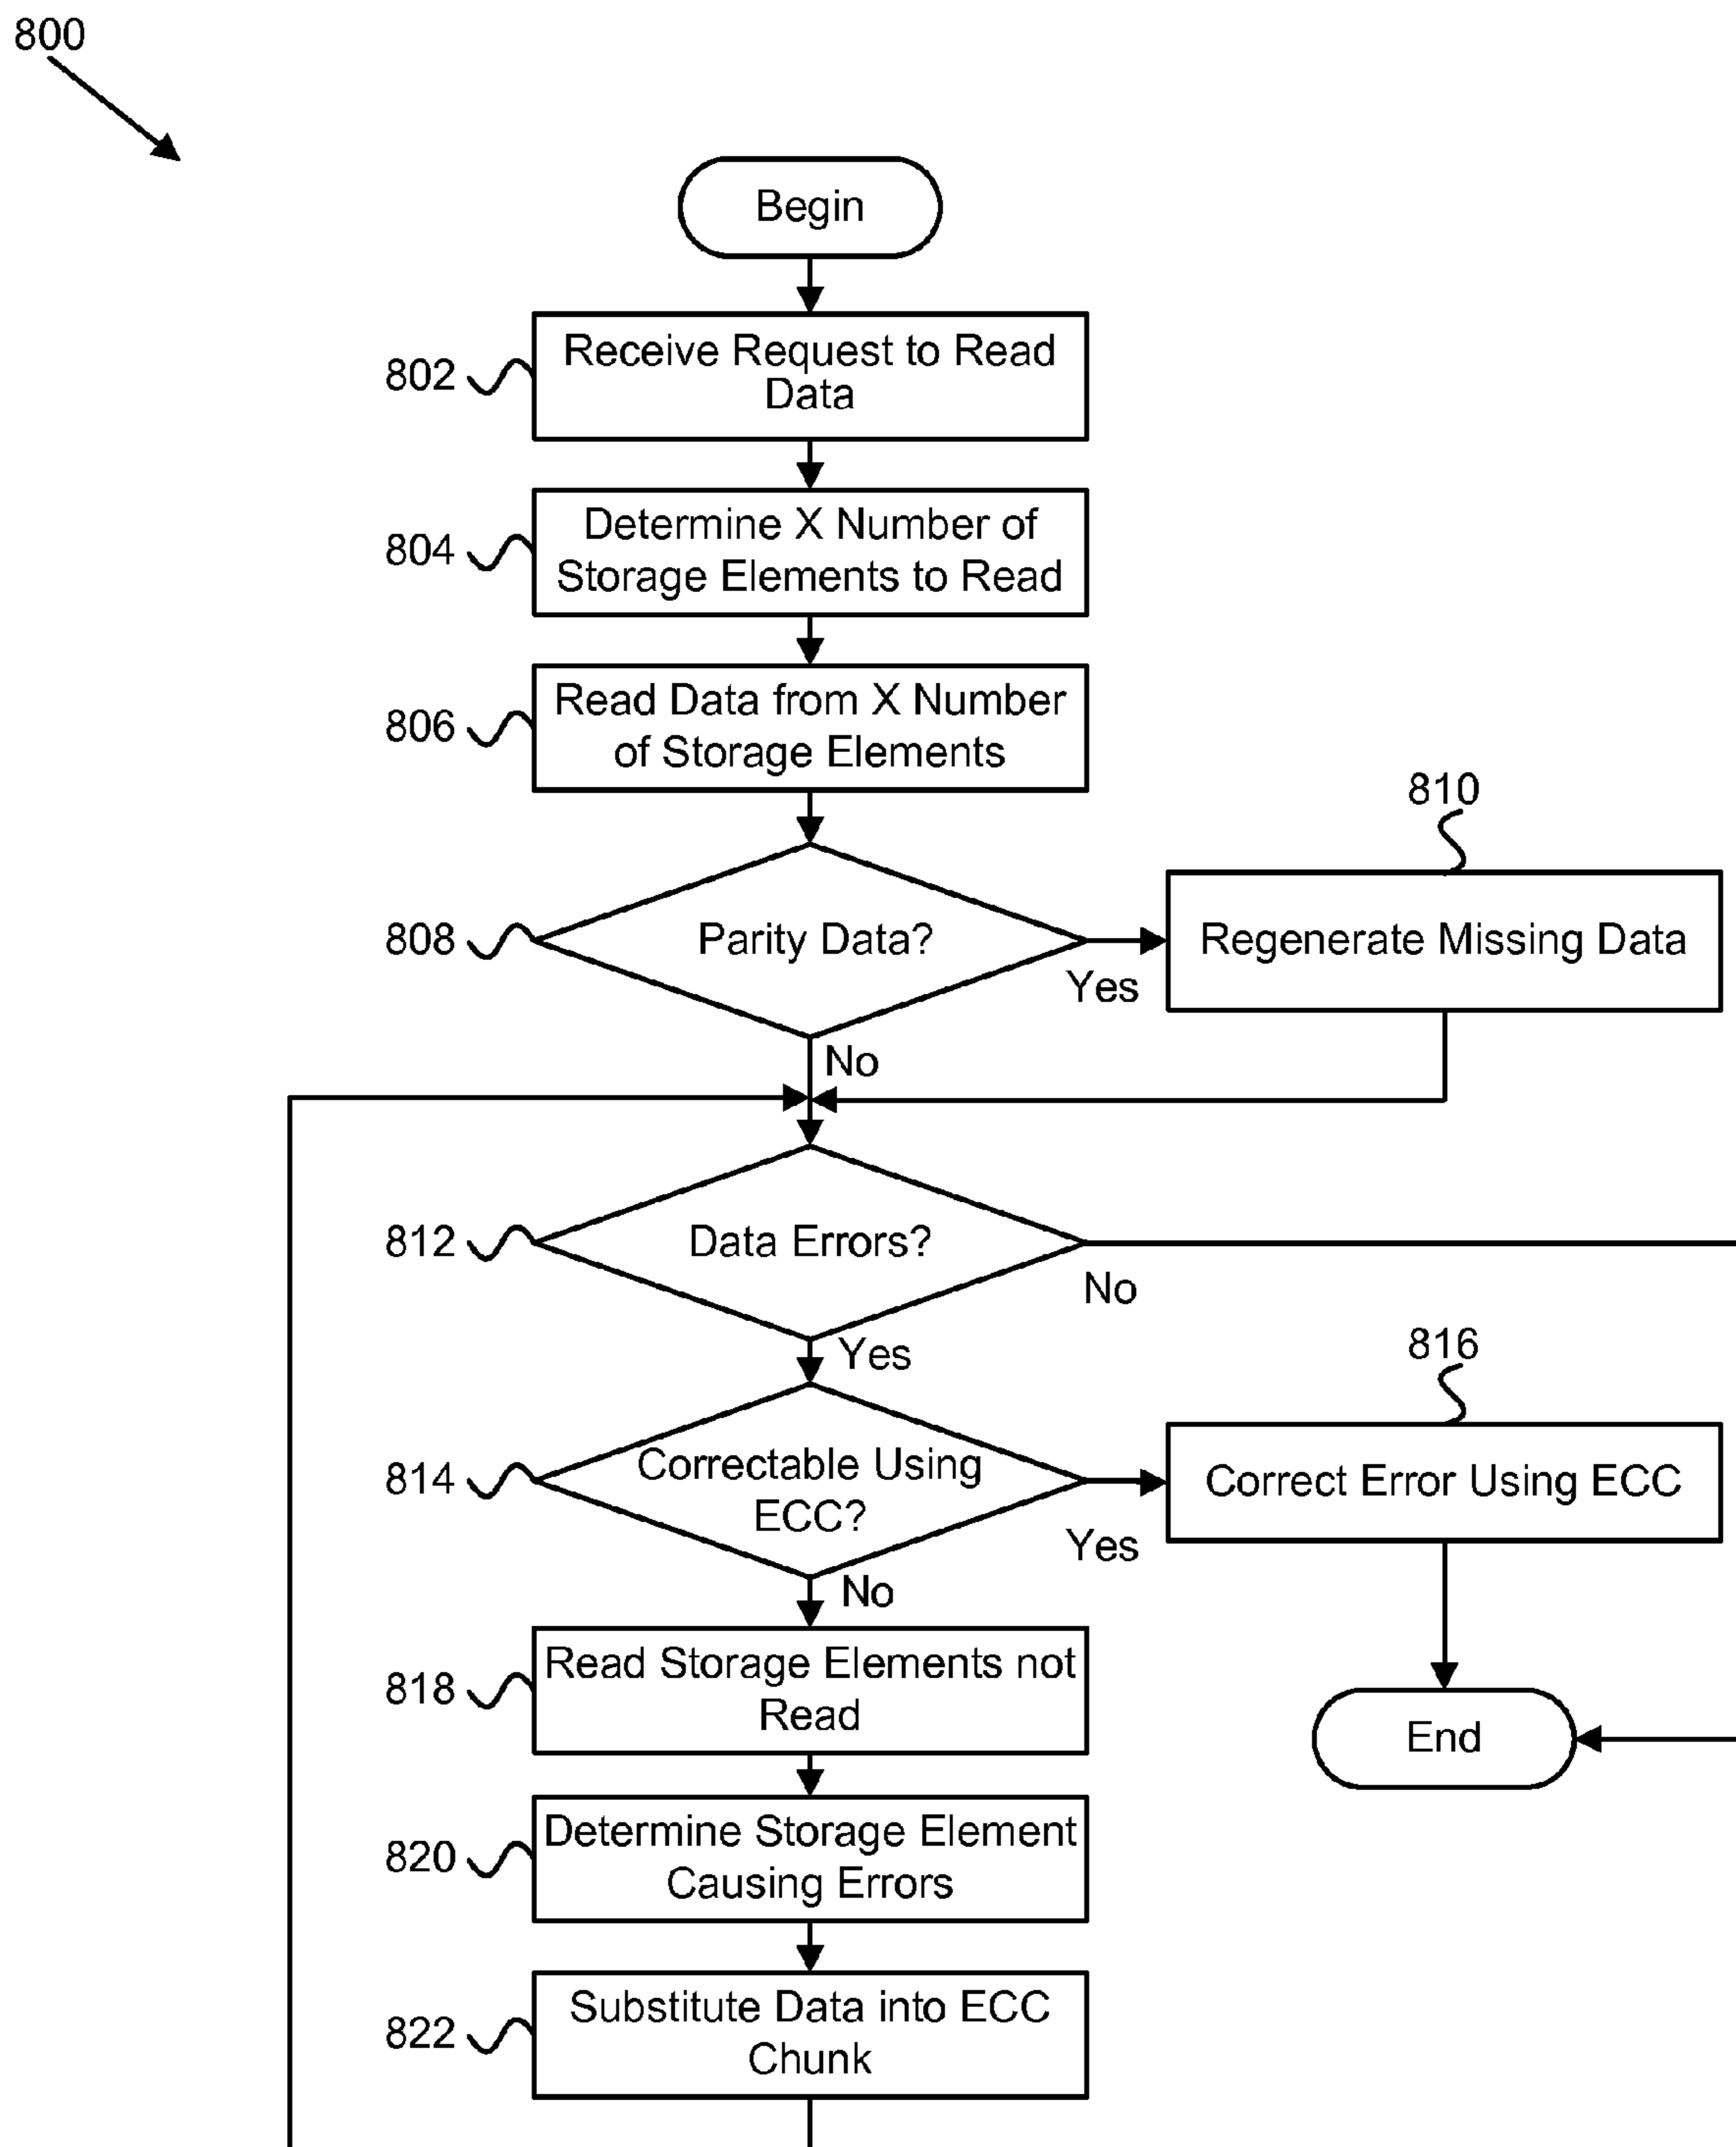 800
Begin
802
Receive Request to Read
Data
804
Determine X Number of
Storage Elements to Read
806
Read Data from X Number
of Storage Elements
810
808
Parity Data?
Yes
Regenerate Missing Data
No
812
Data Errors?
No
Yes
816
814
Correctable Using
ECC?
Yes
Correct Error Using ECC
No
818
Read Storage Elements not
Read
End
820
Determine Storage Element
Causing Errors
822
Substitute Data into ECC
Chunk